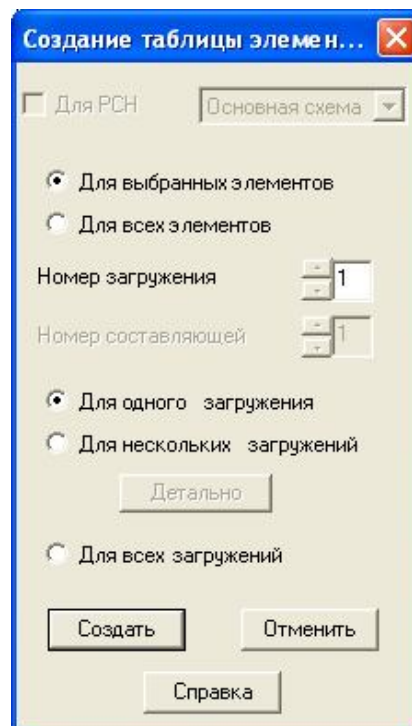 Создание таблицы элемен...
Для РСН Основная схема
Для выбранных элементов
Для всех элементов
Номер загружения 1
Номер составляющей 1
Для одного загружения
Для нескольких загружений
Детально
Для всех загружений
Создать Отменить
Справка